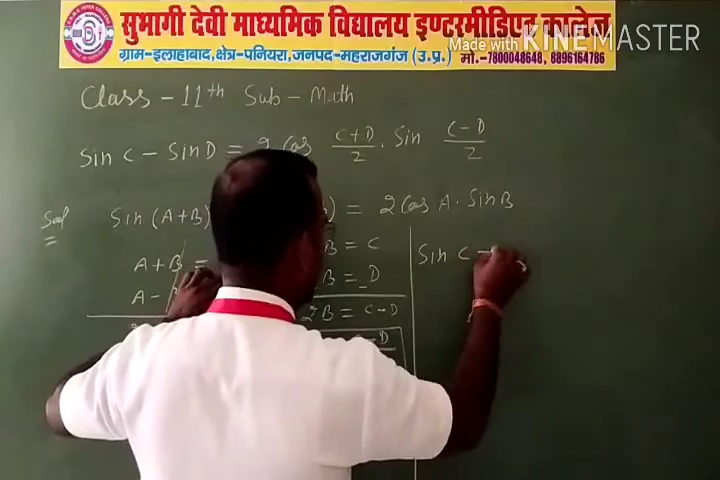 सुभागी देवी माध्यमिक विद्यालय इण्टरमीडिएट कालेज
ग्राम-इलाहाबाद,क्षेत्र-पनियरा,जनपद-महराजगंज (उ.प्र.) मो.-7800048648, 8896164786
Made with KINEMASTER
Class - 11th Sub - Math
Sin C - Sin D = 2 Cos C+D/2 . Sin C-D/2
Sol Sin (A+B) B) = 2 Cos A . Sin B
A+B = B = C Sin C -
A - B = D
2B = C-D
C-D